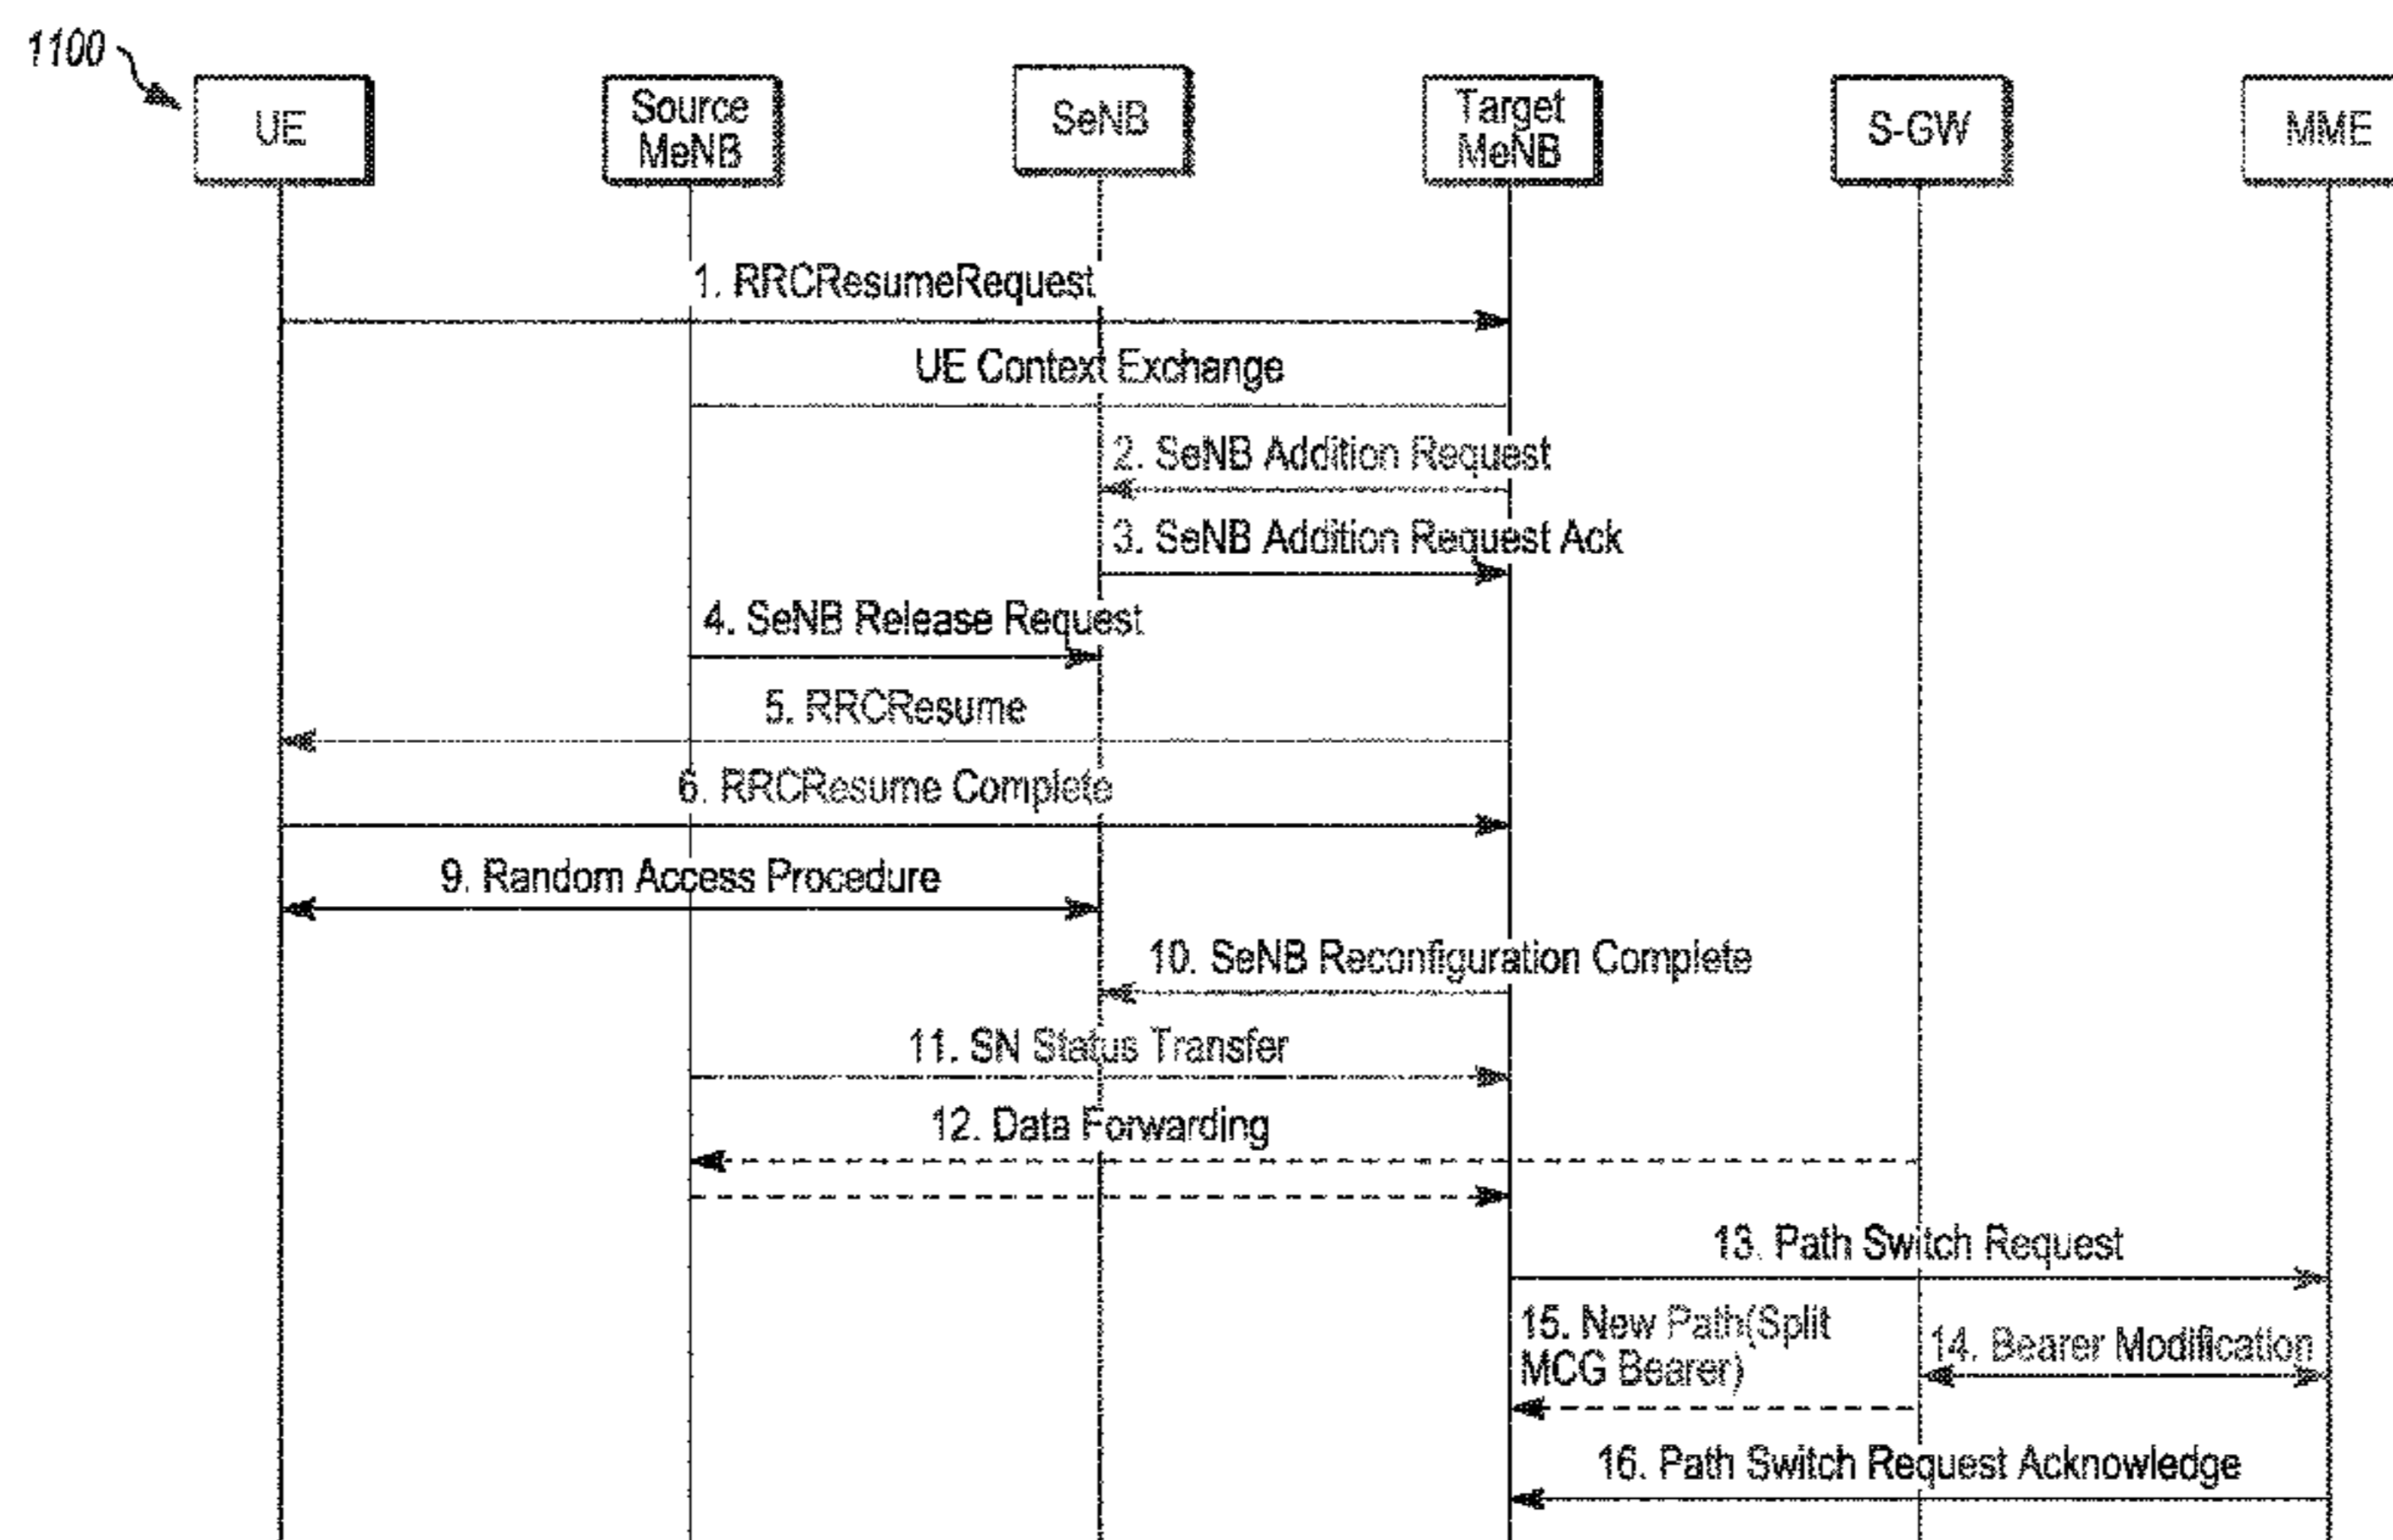 1100
UE
Source
MeNB
SeNB
Target
MeNB
S-GW
MME
1. RRCResumeRequest
UE Context Exchange
2. SeNB Addition Request
3. SeNB Addition Request Ack
4. SeNB Release Request
5. RRCResume
6. RRCResume Complete
9. Random Access Procedure
10. SeNB Reconfiguration Complete
11. SN Status Transfer
12. Data Forwarding
13. Path Switch Request
15. New Path(Split
MCG Bearer)
14. Bearer Modification
16. Path Switch Request Acknowledge